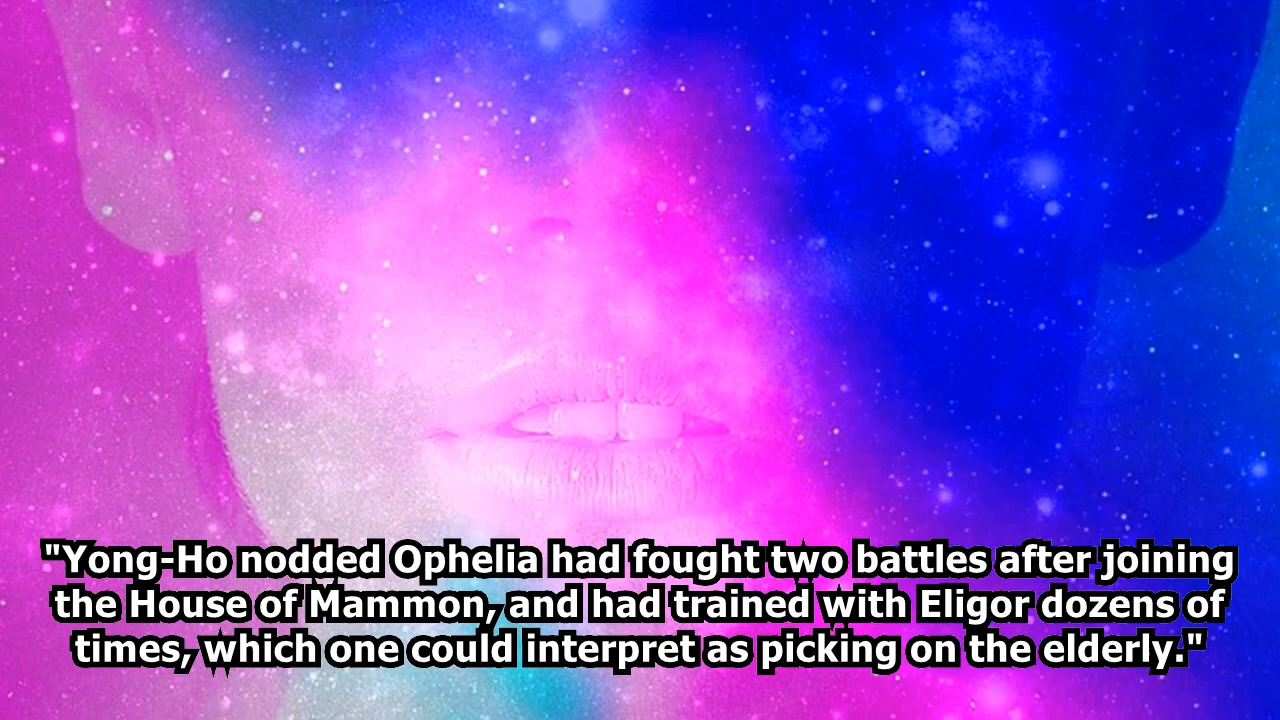 "Yong-Ho nodded Ophelia had fought two battles after joining
the House of Mammon, and had trained with Eligor dozens of
times, which one could interpret as picking on the elderly."